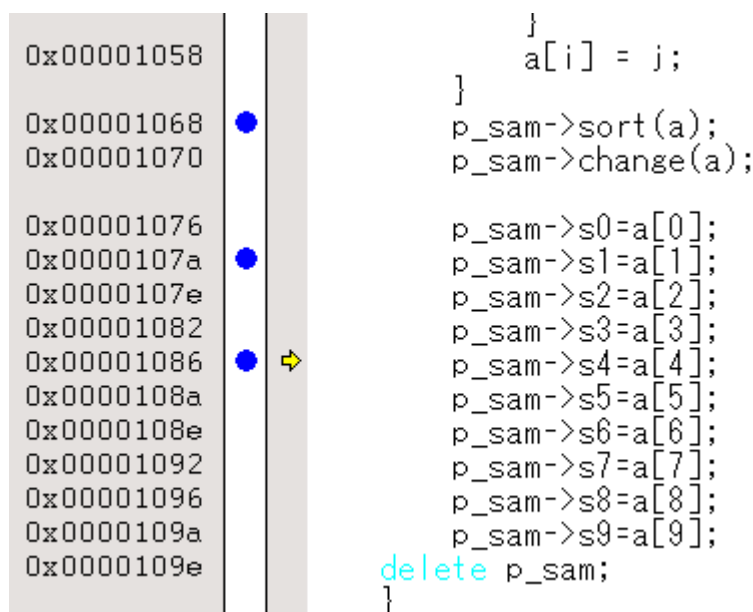 }
0x00001058 a[i] = j;
}
0x00001068 p_sam->sort(a);
0x00001070 p_sam->change(a);
0x00001076 p_sam->s0=a[0];
0x0000107a p_sam->s1=a[1];
0x0000107e p_sam->s2=a[2];
0x00001082 p_sam->s3=a[3];
0x00001086 p_sam->s4=a[4];
0x0000108a p_sam->s5=a[5];
0x0000108e p_sam->s6=a[6];
0x00001092 p_sam->s7=a[7];
0x00001096 p_sam->s8=a[8];
0x0000109a p_sam->s9=a[9];
0x0000109e delete p_sam;
}